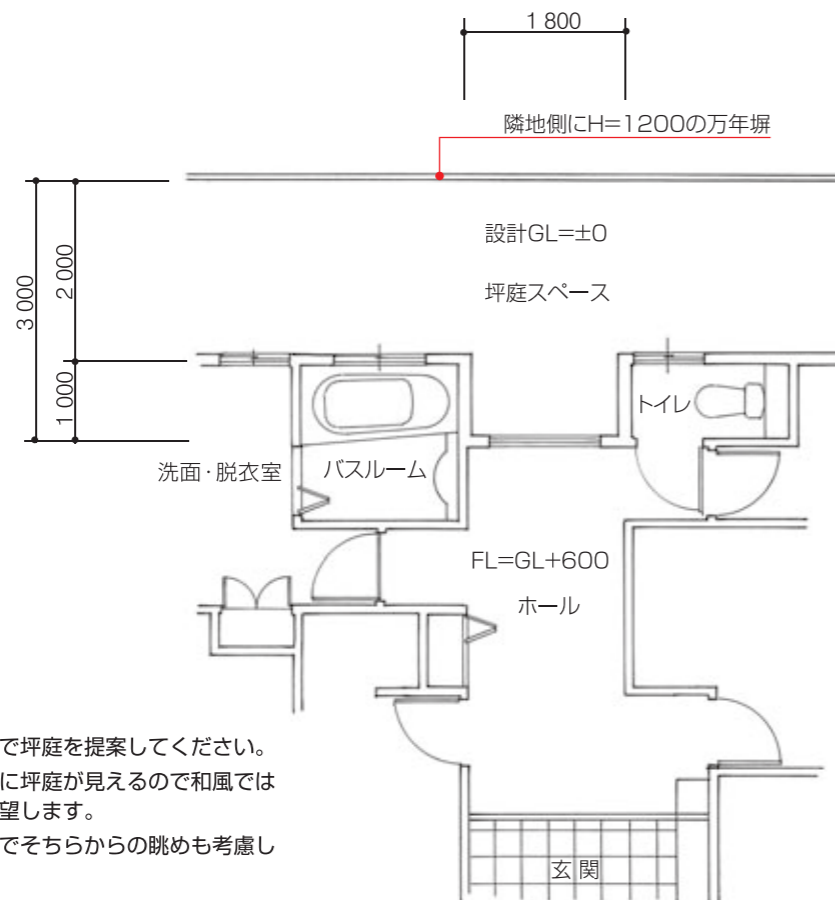 1 800
隣地側にH=1200の万年塀
設計GL=±0
坪庭スペース
3 000
2 000
1 000
トイレ
洗面・脱衣室
バスルーム
FL=GL+600
ホール
で坪庭を提案してください。
に坪庭が見えるので和風では
望します。
でそちらからの眺めも考慮し
玄関